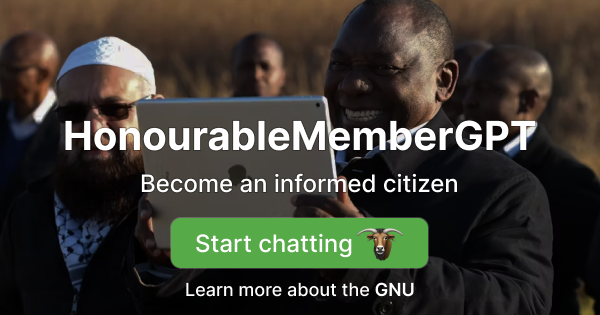 HonourableMemberGPT
Become an informed citizen
Start chatting
Learn more about the GNU